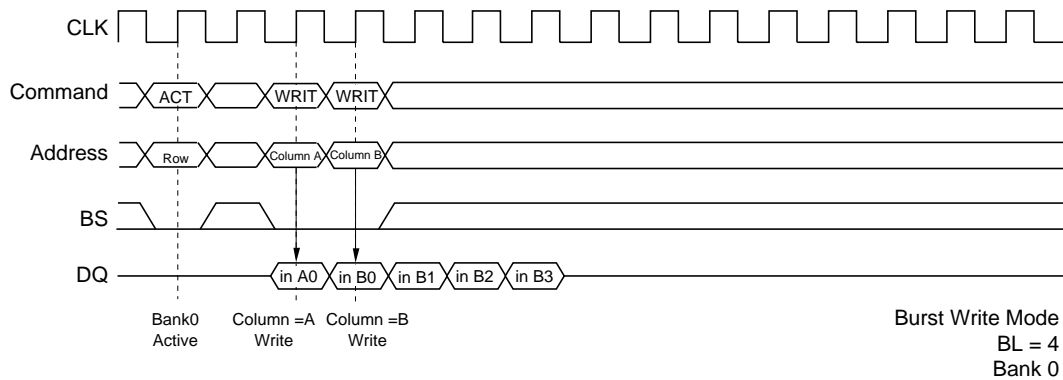 CLK
Command ACT WRIT WRIT
Address Row Column A Column B
BS
DQ in A0 in B0 in B1 in B2 in B3
Bank0 Column =A Column =B
Active Write Write
Burst Write Mode
BL = 4
Bank 0